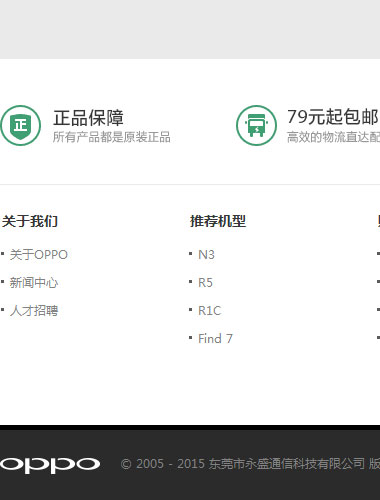 正
正品保障
所有产品都是原装正品
79元起包邮
高效的物流直达配
关于我们
关于OPPO
新闻中心
人才招聘
推荐机型
N3
R5
R1C
Find 7
oppo
© 2005 - 2015 东莞市永盛通信科技有限公司 版